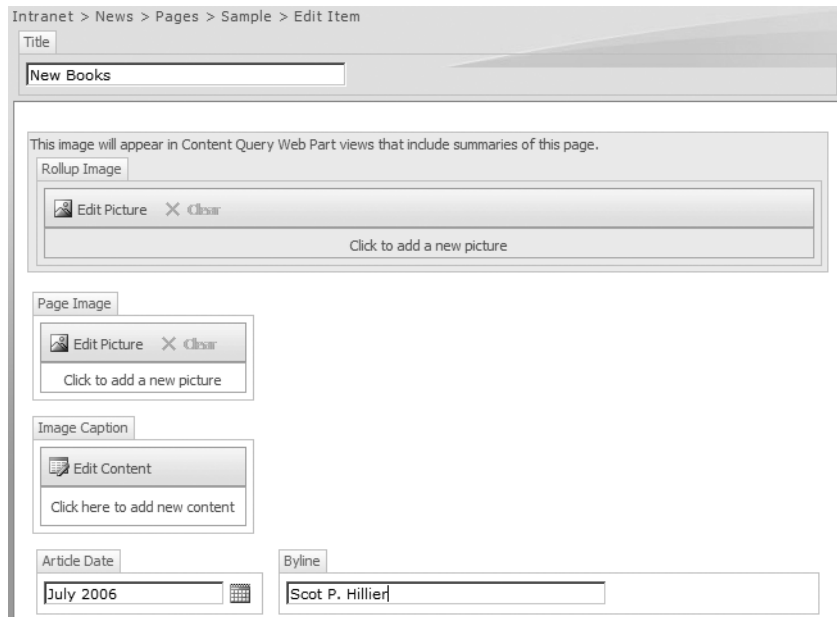 Intranet > News > Pages > Sample > Edit Item
Title
New Books
This image will appear in Content Query Web Part views that include summaries of this page.
Rollup Image
Edit Picture Clear
Click to add a new picture
Page Image
Edit Picture Clear
Click to add a new picture
Image Caption
Edit Content
Click here to add new content
Article Date Byline
July 2006 Scot P. Hillier